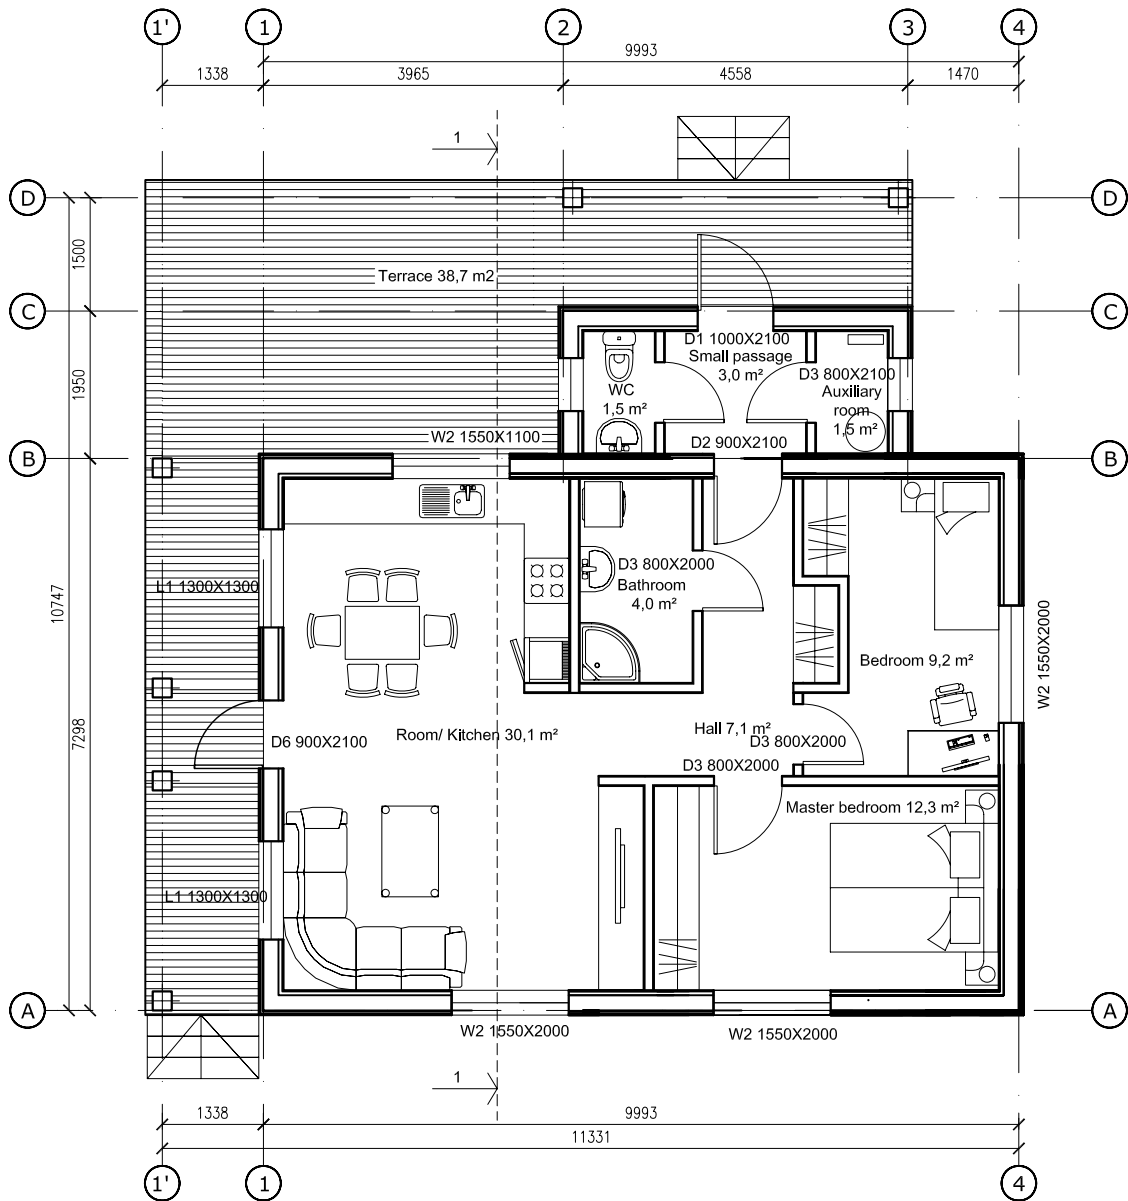 1'
1
2
3
4
9993
1338
3965
4558
1470
1
D
D
1500
Terrace 38,7 m2
C
C
D1 1000X2100
Small passage
3,0 m²
D3 800X2100
Auxiliary
room
1,5 m²
WC
1,5 m²
1950
W2 1550X1100
D2 900X2100
B
B
10747
L1 1300X1300
D3 800X2000
Bathroom
4,0 m²
W2 1550X2000
Bedroom 9,2 m²
7298
D6 900X2100
Room/ Kitchen 30,1 m²
Hall 7,1 m²
D3 800X2000
D3 800X2000
Master bedroom 12,3 m²
L1 1300X1300
A
A
W2 1550X2000
W2 1550X2000
1
1338
9993
11331
1'
1
4